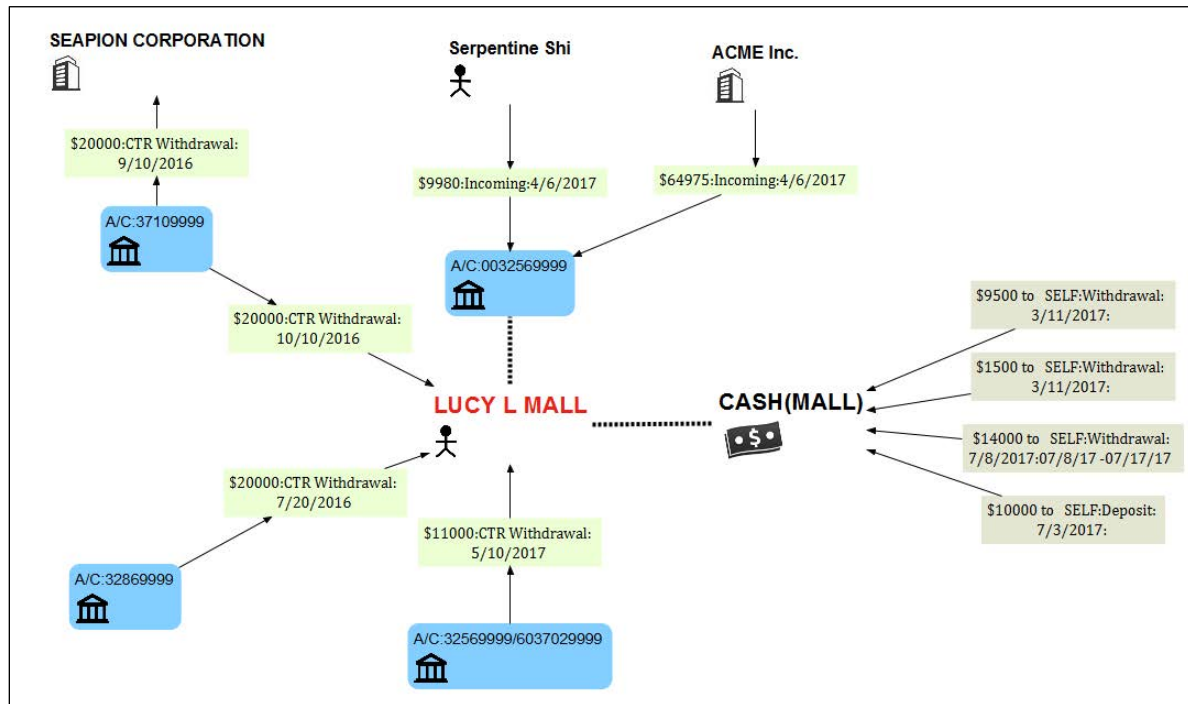 SEAPION CORPORATION
Serpentine Shi
ACME Inc.
$20000:CTR Withdrawal:
9/10/2016
$9980:Incoming:4/6/2017
$64975:Incoming:4/6/2017
A/C:37109999
A/C:0032569999
$20000:CTR Withdrawal:
10/10/2016
$9500 to SELF:Withdrawal:
3/11/2017:
$1500 to SELF:Withdrawal:
3/11/2017:
LUCY L MALL
CASH(MALL)
$14000 to SELF:Withdrawal:
7/8/2017:07/8/17 -07/17/17
$20000:CTR Withdrawal:
7/20/2016
$10000 to SELF:Deposit:
7/3/2017:
$11000:CTR Withdrawal:
5/10/2017
A/C:32869999
A/C:32569999/6037029999